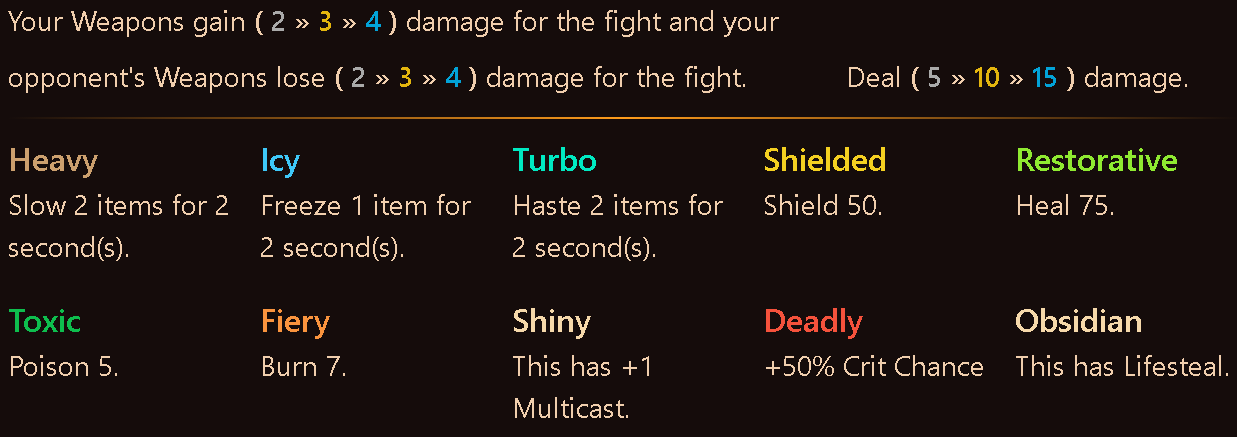 Your Weapons gain ( 2 » 3 » 4 ) damage for the fight and your
opponent's Weapons lose ( 2 » 3 » 4 ) damage for the fight. Deal ( 5 » 10 » 15 ) damage.
Heavy
Slow 2 items for 2
second(s).
Icy
Freeze 1 item for
2 second(s).
Turbo
Haste 2 items for
2 second(s).
Shielded
Shield 50.
Restorative
Heal 75.
Toxic
Poison 5.
Fiery
Burn 7.
Shiny
This has +1
Multicast.
Deadly
+50% Crit Chance
Obsidian
This has Lifesteal.